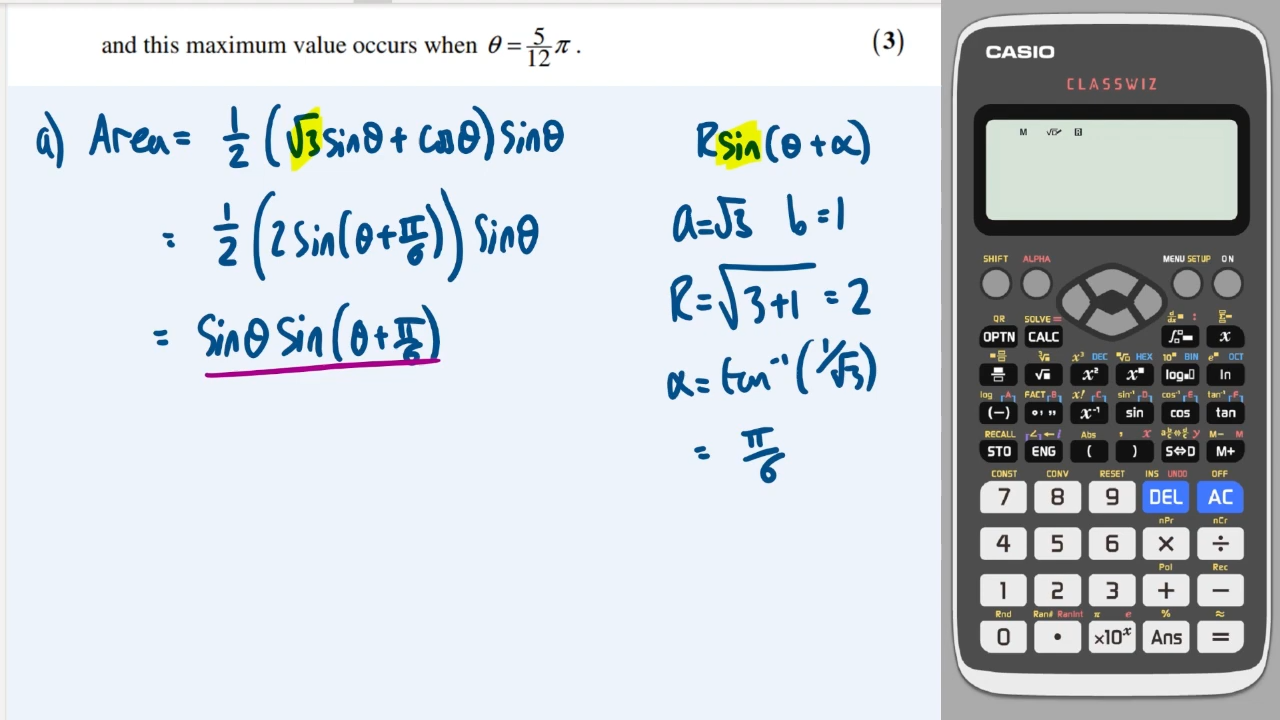 and this maximum value occurs when θ = 5/12 π . (3)
a) Area = 1/2 (√3 sinθ + cosθ) sinθ
= 1/2 (2 sin(θ + π/6)) sinθ
= sinθ sin(θ + π/6)
R sin(θ + α)
a = √3 b = 1
R = √(3+1) = 2
α = tan⁻¹(1/√3)
= π/6
CASIO
CLASSWIZ
M √▫/ R
SHIFT ALPHA MENU SETUP ON
QR SOLVE = d/dx ▪ : Σ▪
OPTN CALC ∫▫ x
∛ x³ DEC ▪√▫ HEX 10▪ BIN e▪ OCT
√▪ x² x▪ log▪▫ ln
log A FACT B x! C sin⁻¹ D cos⁻¹ E tan⁻¹ F
(−) ° ’ ” x⁻¹ sin cos tan
RECALL ∠ ← i Abs , x a b/c ⇔ d/c y M− M
STO ENG ( ) S⇔D M+
CONST CONV RESET INS UNDO OFF
7 8 9 DEL AC
nPr nCr
4 5 6 × ÷
Pol Rec
1 2 3 + −
Rnd Ran# RanInt π e % ≈
0 • ×10ˣ Ans =